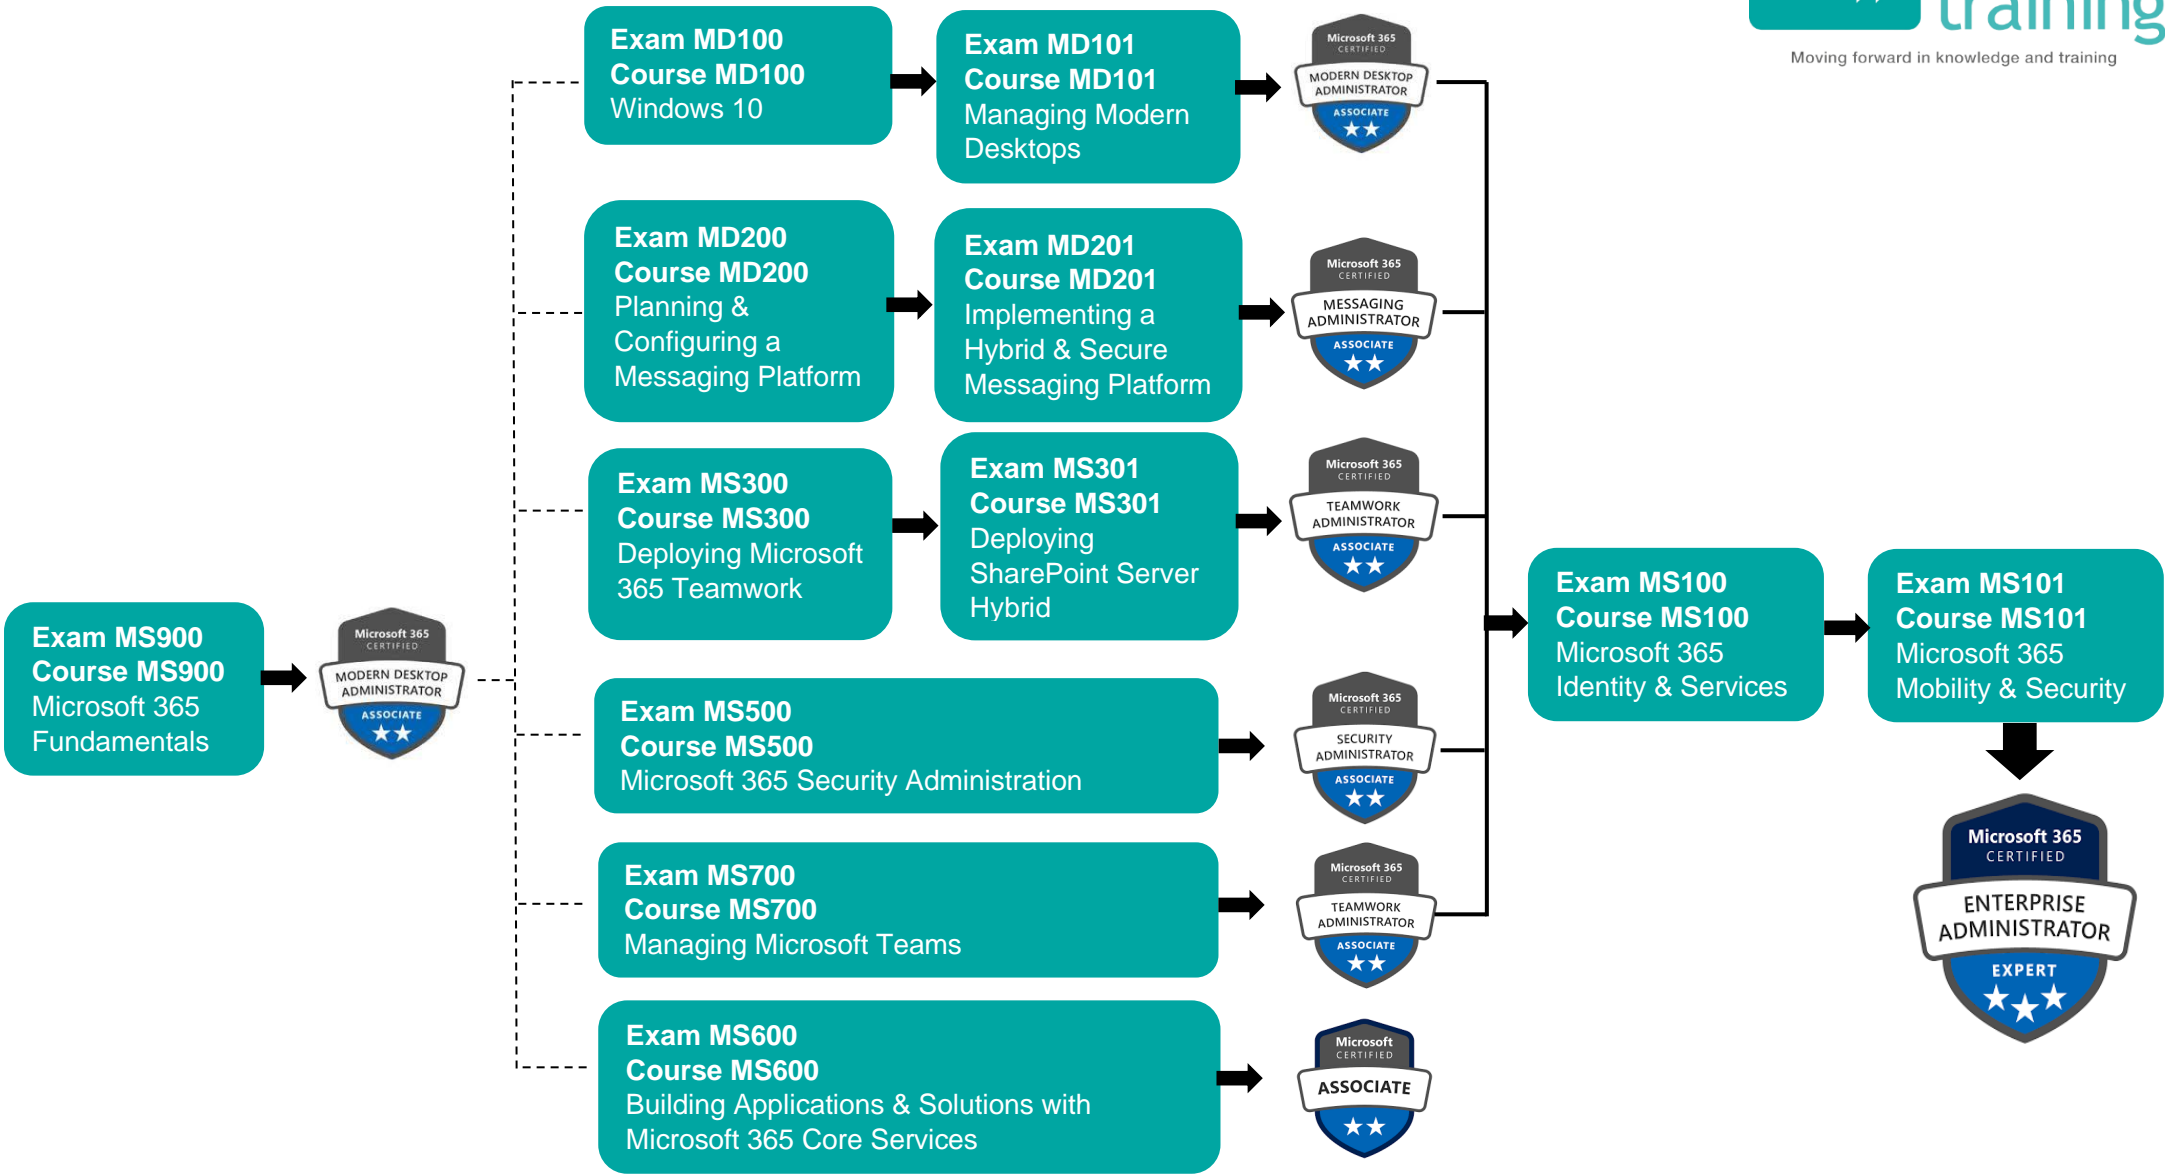 training
Moving forward in knowledge and training
Exam MD100
Course MD100
Windows 10
Exam MD101
Course MD101
Managing Modern
Desktops
Microsoft 365
CERTIFIED
MODERN DESKTOP
ADMINISTRATOR
ASSOCIATE
Exam MD200
Course MD200
Planning &
Configuring a
Messaging Platform
Exam MD201
Course MD201
Implementing a
Hybrid & Secure
Messaging Platform
Microsoft 365
CERTIFIED
MESSAGING
ADMINISTRATOR
ASSOCIATE
Exam MS300
Course MS300
Deploying Microsoft
365 Teamwork
Exam MS301
Course MS301
Deploying
SharePoint Server
Hybrid
Microsoft 365
CERTIFIED
TEAMWORK
ADMINISTRATOR
ASSOCIATE
Exam MS900
Course MS900
Microsoft 365
Fundamentals
Microsoft 365
CERTIFIED
MODERN DESKTOP
ADMINISTRATOR
ASSOCIATE
Exam MS500
Course MS500
Microsoft 365 Security Administration
Microsoft 365
CERTIFIED
SECURITY
ADMINISTRATOR
ASSOCIATE
Exam MS100
Course MS100
Microsoft 365
Identity & Services
Exam MS101
Course MS101
Microsoft 365
Mobility & Security
Exam MS700
Course MS700
Managing Microsoft Teams
Microsoft 365
CERTIFIED
TEAMWORK
ADMINISTRATOR
ASSOCIATE
Microsoft 365
CERTIFIED
ENTERPRISE
ADMINISTRATOR
EXPERT
Exam MS600
Course MS600
Building Applications & Solutions with
Microsoft 365 Core Services
Microsoft
CERTIFIED
ASSOCIATE